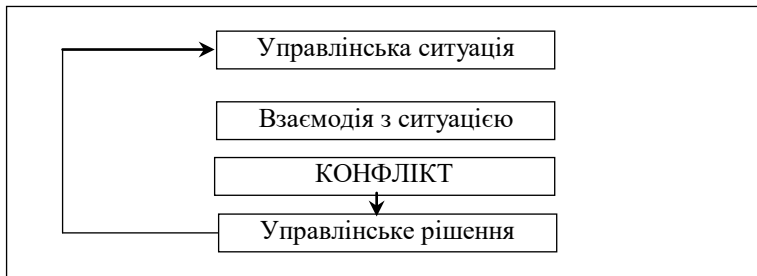 Управлінська ситуація
Взаємодія з ситуацією
КОНФЛІКТ
Управлінське рішення